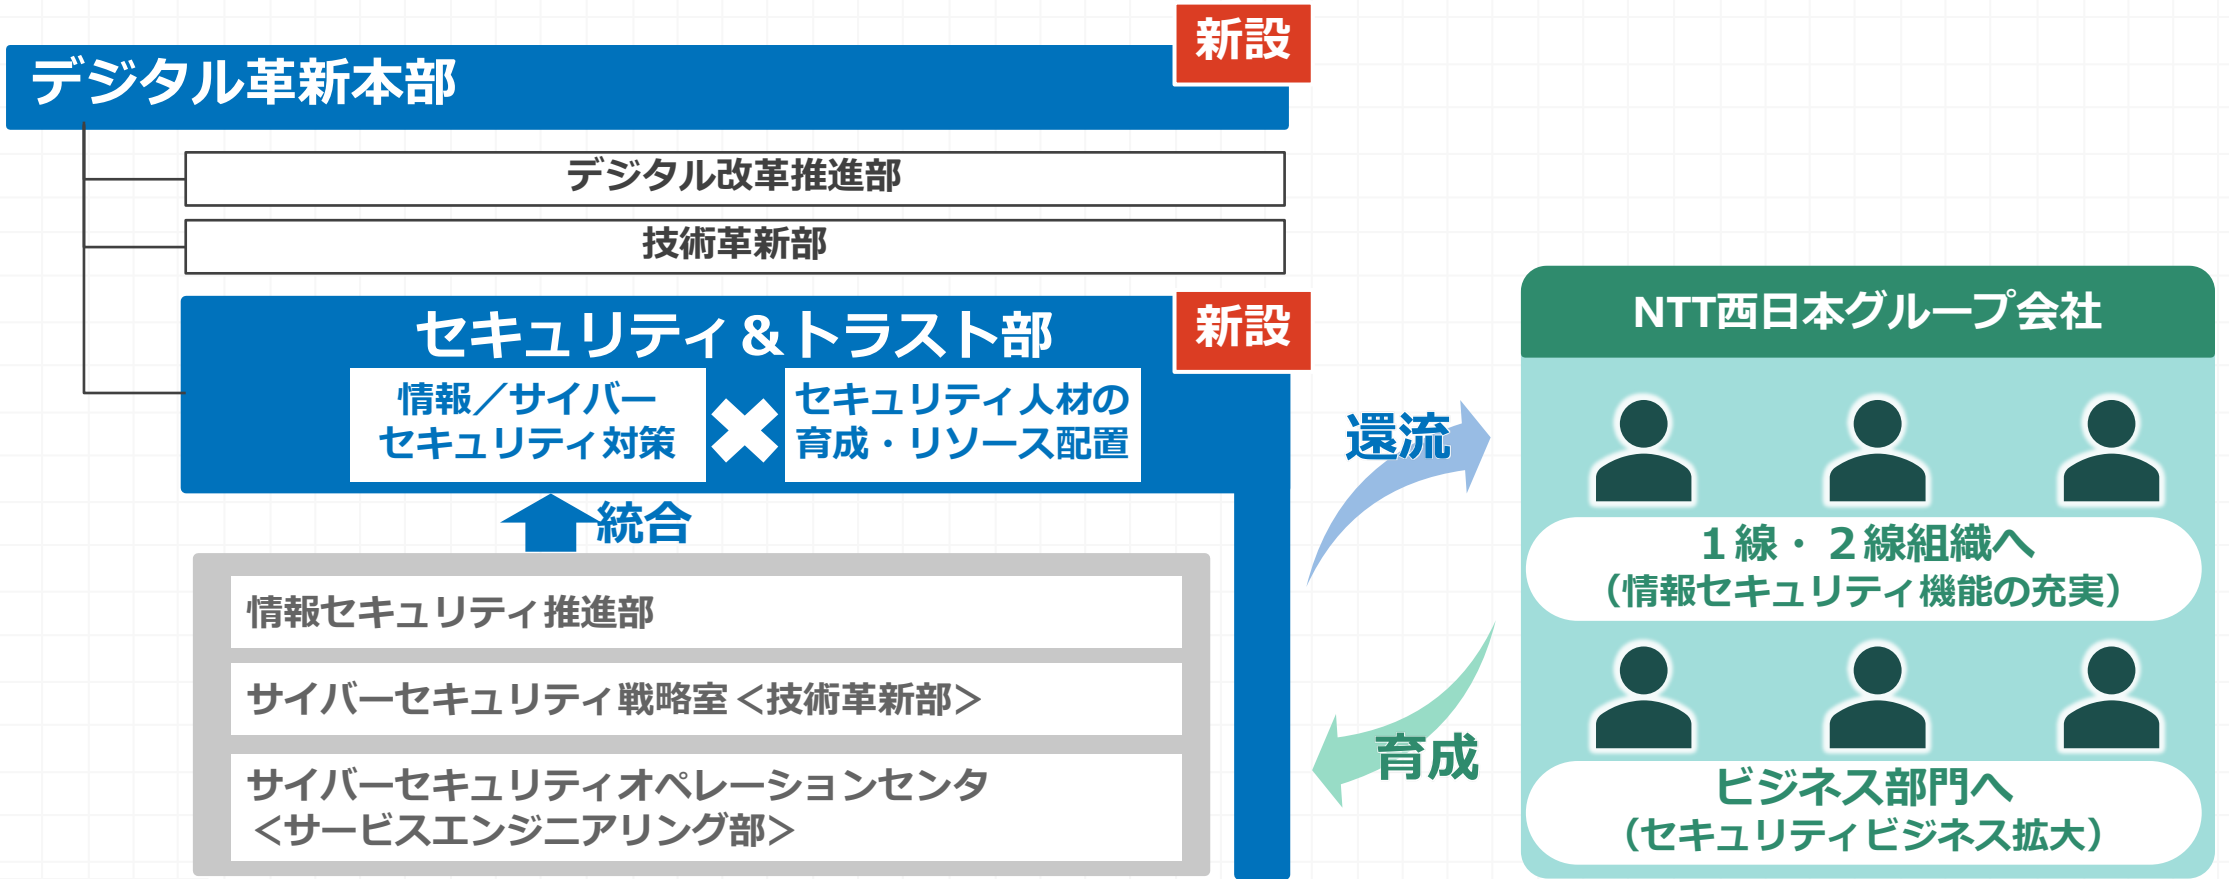 新設
デジタル革新本部
デジタル改革推進部
技術革新部
新設
セキュリティ＆トラスト部
情報／サイバー
セキュリティ対策
セキュリティ人材の
育成・リソース配置
統合
情報セキュリティ推進部
サイバーセキュリティ戦略室＜技術革新部＞
サイバーセキュリティオペレーションセンタ
＜サービスエンジニアリング部＞
還流
育成
NTT西日本グループ会社
１線・２線組織へ
（情報セキュリティ機能の充実）
ビジネス部門へ
（セキュリティビジネス拡大）